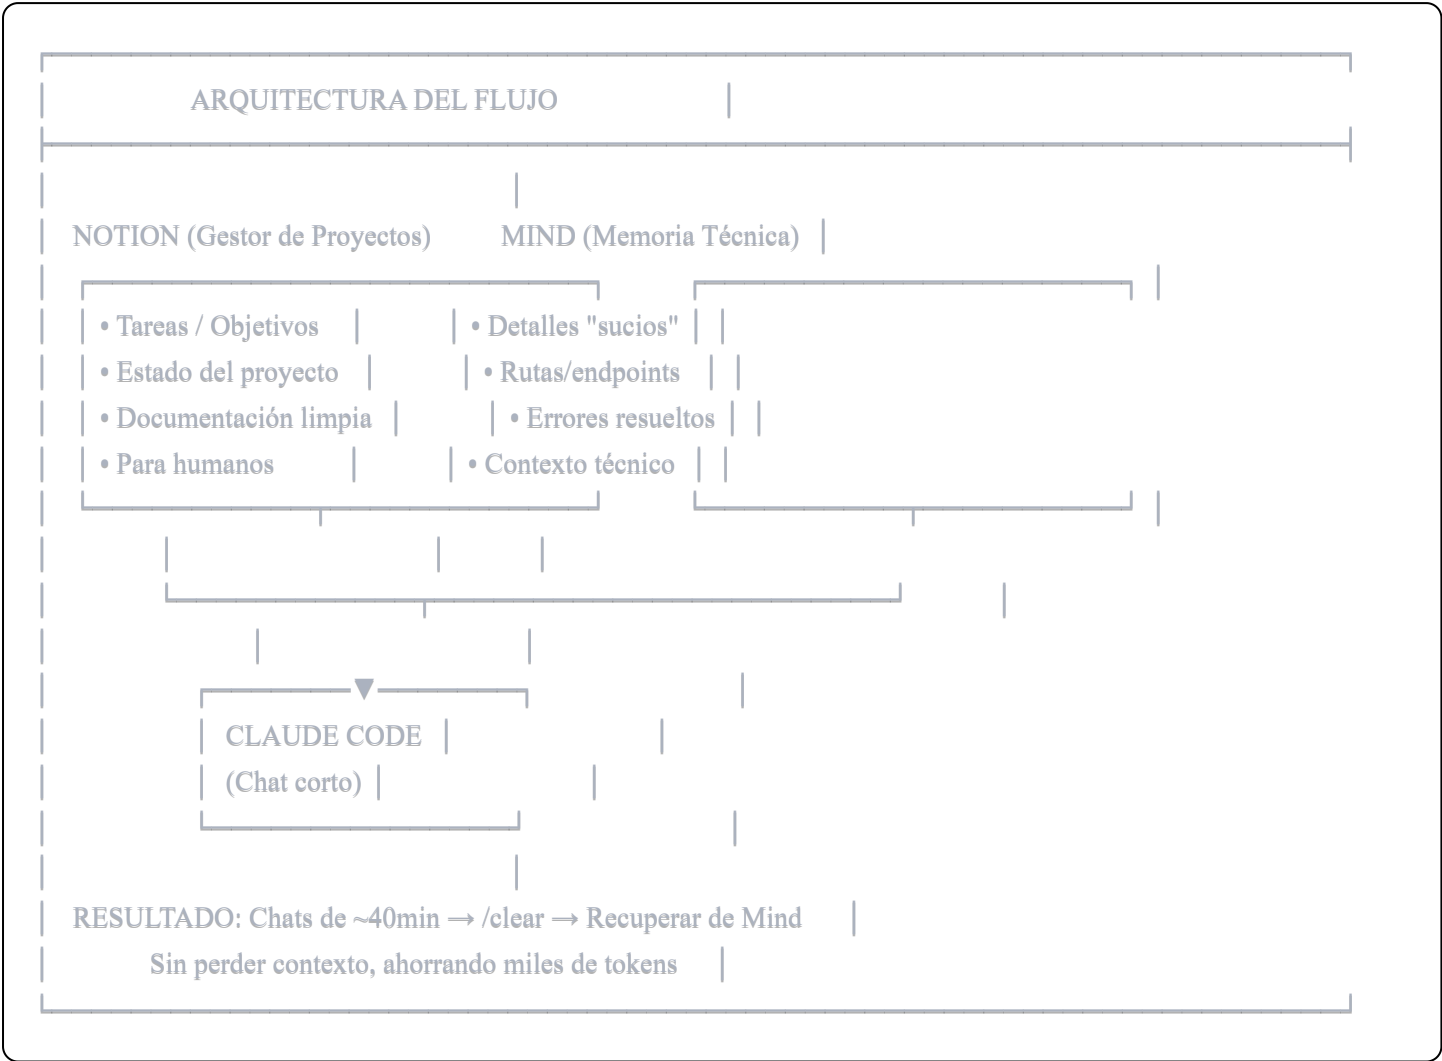 ARQUITECTURA DEL FLUJO
NOTION (Gestor de Proyectos) MIND (Memoria Técnica)
• Tareas / Objetivos • Detalles "sucios"
• Estado del proyecto • Rutas/endpoints
• Documentación limpia • Errores resueltos
• Para humanos • Contexto técnico
▼
CLAUDE CODE
(Chat corto)
RESULTADO: Chats de ~40min → /clear → Recuperar de Mind
Sin perder contexto, ahorrando miles de tokens